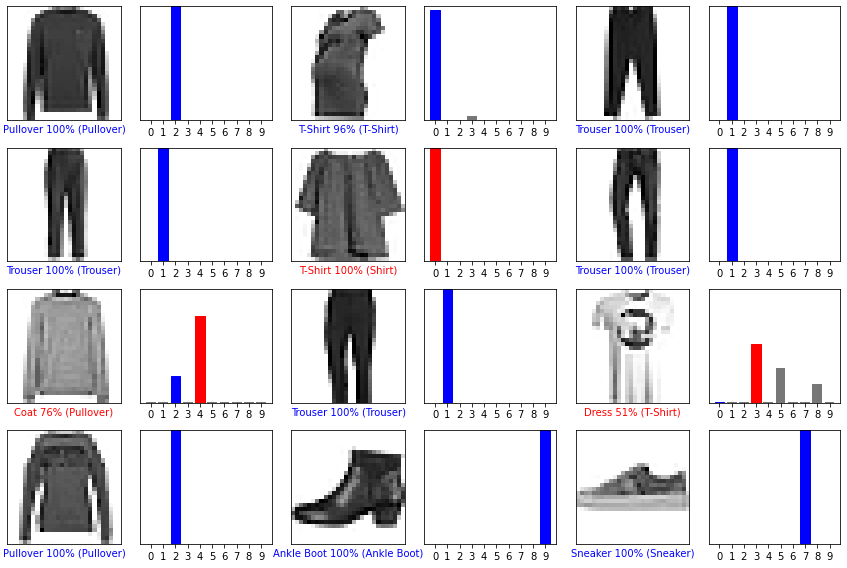 0 1 2 3 4 5 6 7 8 9 0 1 2 3 4 5 6 7 8 9 0 1 2 3 4 5 6 7 8 9
Pullover 100% (Pullover) T-Shirt 96% (T-Shirt) Trouser 100% (Trouser)
0 1 2 3 4 5 6 7 8 9 0 1 2 3 4 5 6 7 8 9 0 1 2 3 4 5 6 7 8 9
Trouser 100% (Trouser) T-Shirt 100% (Shirt) Trouser 100% (Trouser)
0 1 2 3 4 5 6 7 8 9 0 1 2 3 4 5 6 7 8 9 0 1 2 3 4 5 6 7 8 9
Coat 76% (Pullover) Trouser 100% (Trouser) Dress 51% (T-Shirt)
0 1 2 3 4 5 6 7 8 9 0 1 2 3 4 5 6 7 8 9 0 1 2 3 4 5 6 7 8 9
Pullover 100% (Pullover) Ankle Boot 100% (Ankle Boot) Sneaker 100% (Sneaker)